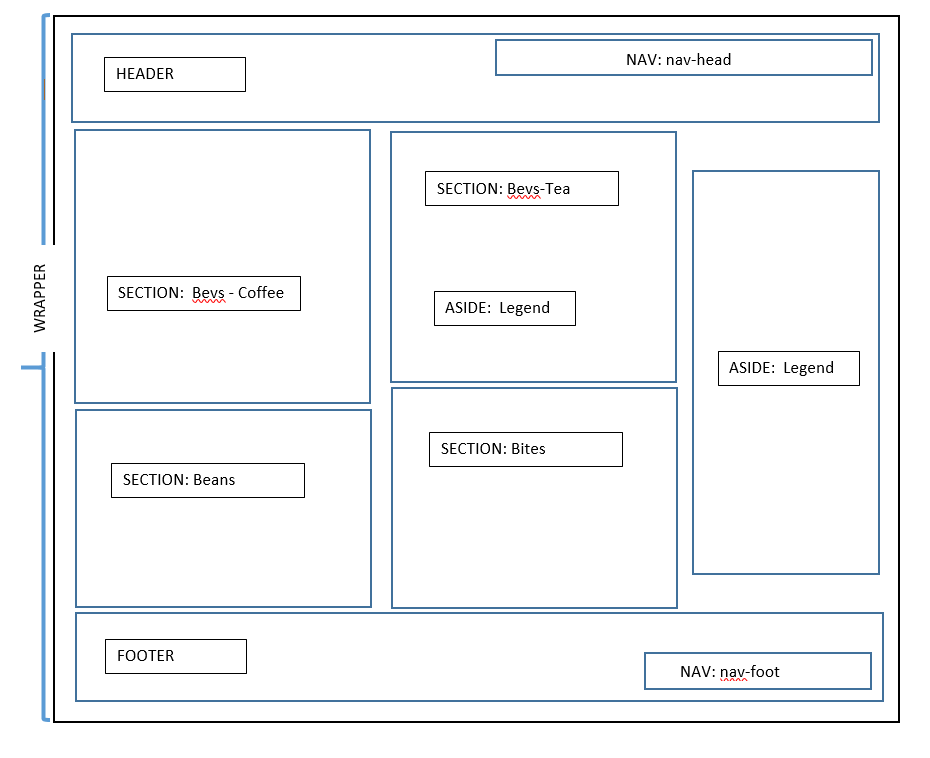 HEADER
NAV: nav-head
SECTION: Bevs-Tea
SECTION:  Bevs - Coffee
ASIDE:  Legend
WRAPPER
ASIDE:  Legend
SECTION: Bites
SECTION: Beans
FOOTER
NAV: nav-foot